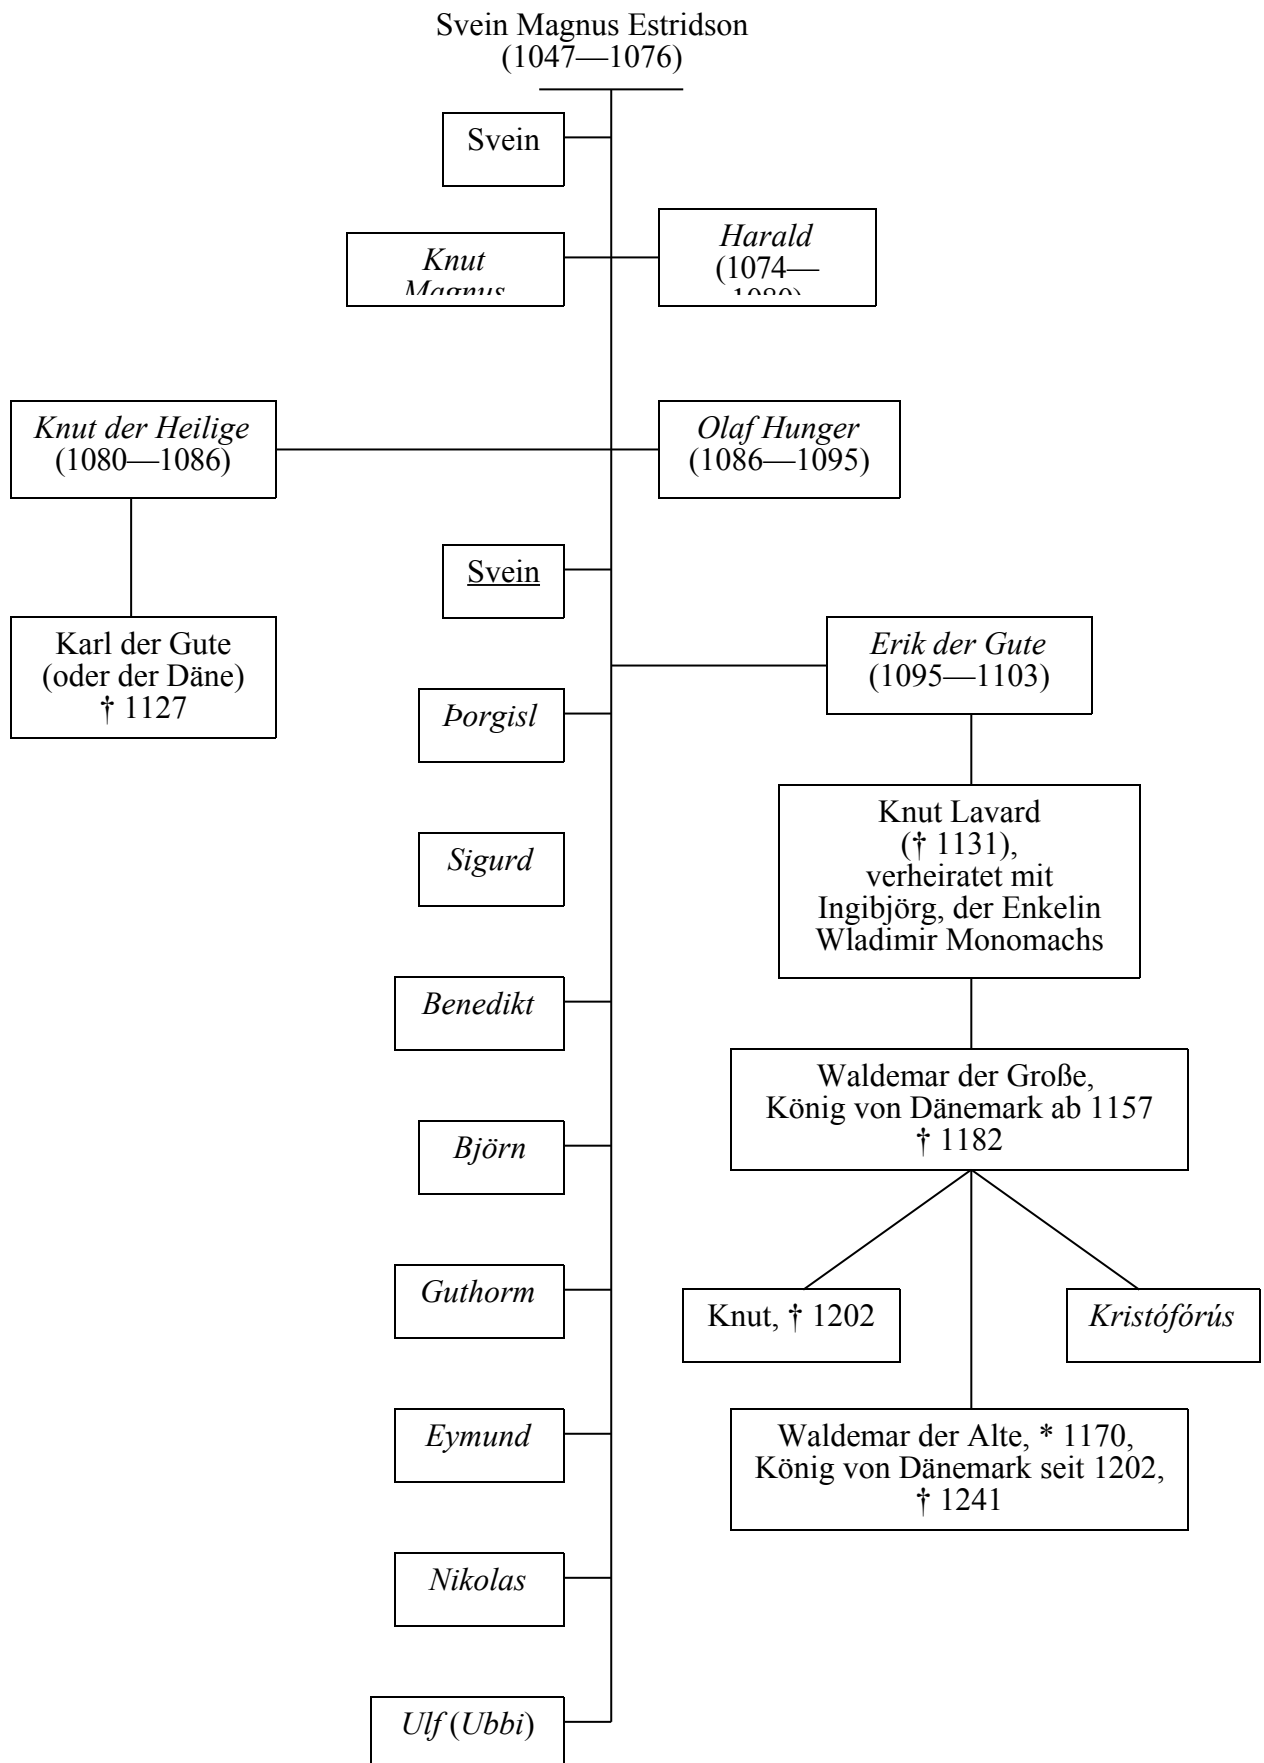 Svein Magnus Estridson
(1047—1076)
Svein
Knut
Magnus
Harald
(1074—
1080)
Knut der Heilige
(1080—1086)
Olaf Hunger
(1086—1095)
Svein
Karl der Gute
(oder der Däne)
† 1127
Erik der Gute
(1095—1103)
Þorgisl
Knut Lavard
(† 1131),
verheiratet mit
Ingibjörg, der Enkelin
Wladimir Monomachs
Sigurd
Benedikt
Waldemar der Große,
König von Dänemark ab 1157
† 1182
Björn
Guthorm
Knut, † 1202
Kristófórús
Eymund
Waldemar der Alte, * 1170,
König von Dänemark seit 1202,
† 1241
Nikolas
Ulf (Ubbi)